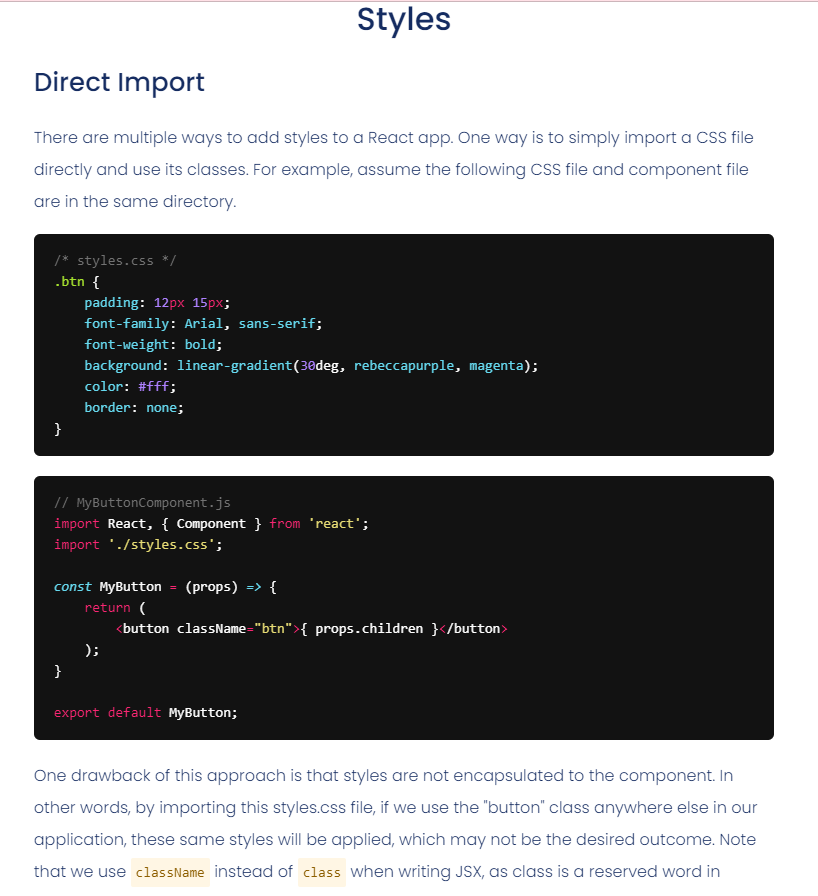 Styles
Direct Import
There are multiple ways to add styles to a React app. One way is to simply import a CSS file
directly and use its classes. For example, assume the following CSS file and component file
are in the same directory.
/* styles.css */
.btn {
    padding: 12px 15px;
    font-family: Arial, sans-serif;
    font-weight: bold;
    background: linear-gradient(30deg, rebeccapurple, magenta);
    color: #fff;
    border: none;
}
// MyButtonComponent.js
import React, { Component } from 'react';
import './styles.css';
const MyButton = (props) => {
    return (
        <button className="btn">{ props.children }</button>
    );
}
export default MyButton;
One drawback of this approach is that styles are not encapsulated to the component. In
other words, by importing this styles.css file, if we use the "button" class anywhere else in our
application, these same styles will be applied, which may not be the desired outcome. Note
that we use className instead of class when writing JSX, as class is a reserved word in